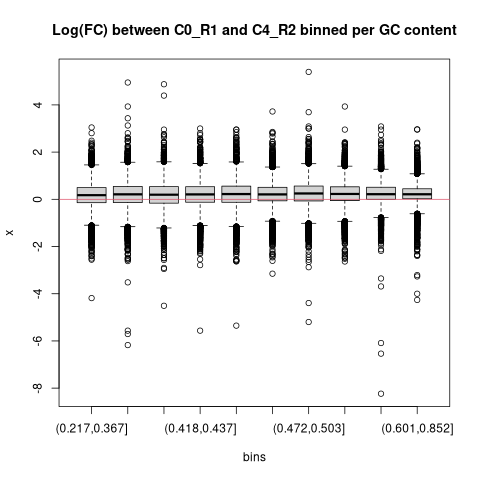 Log(FC) between C0_R1 and C4_R2 binned per GC content
x
4
2
0
-2
-4
-6
-8
(0.217,0.367] (0.418,0.437] (0.472,0.503] (0.601,0.852]
bins